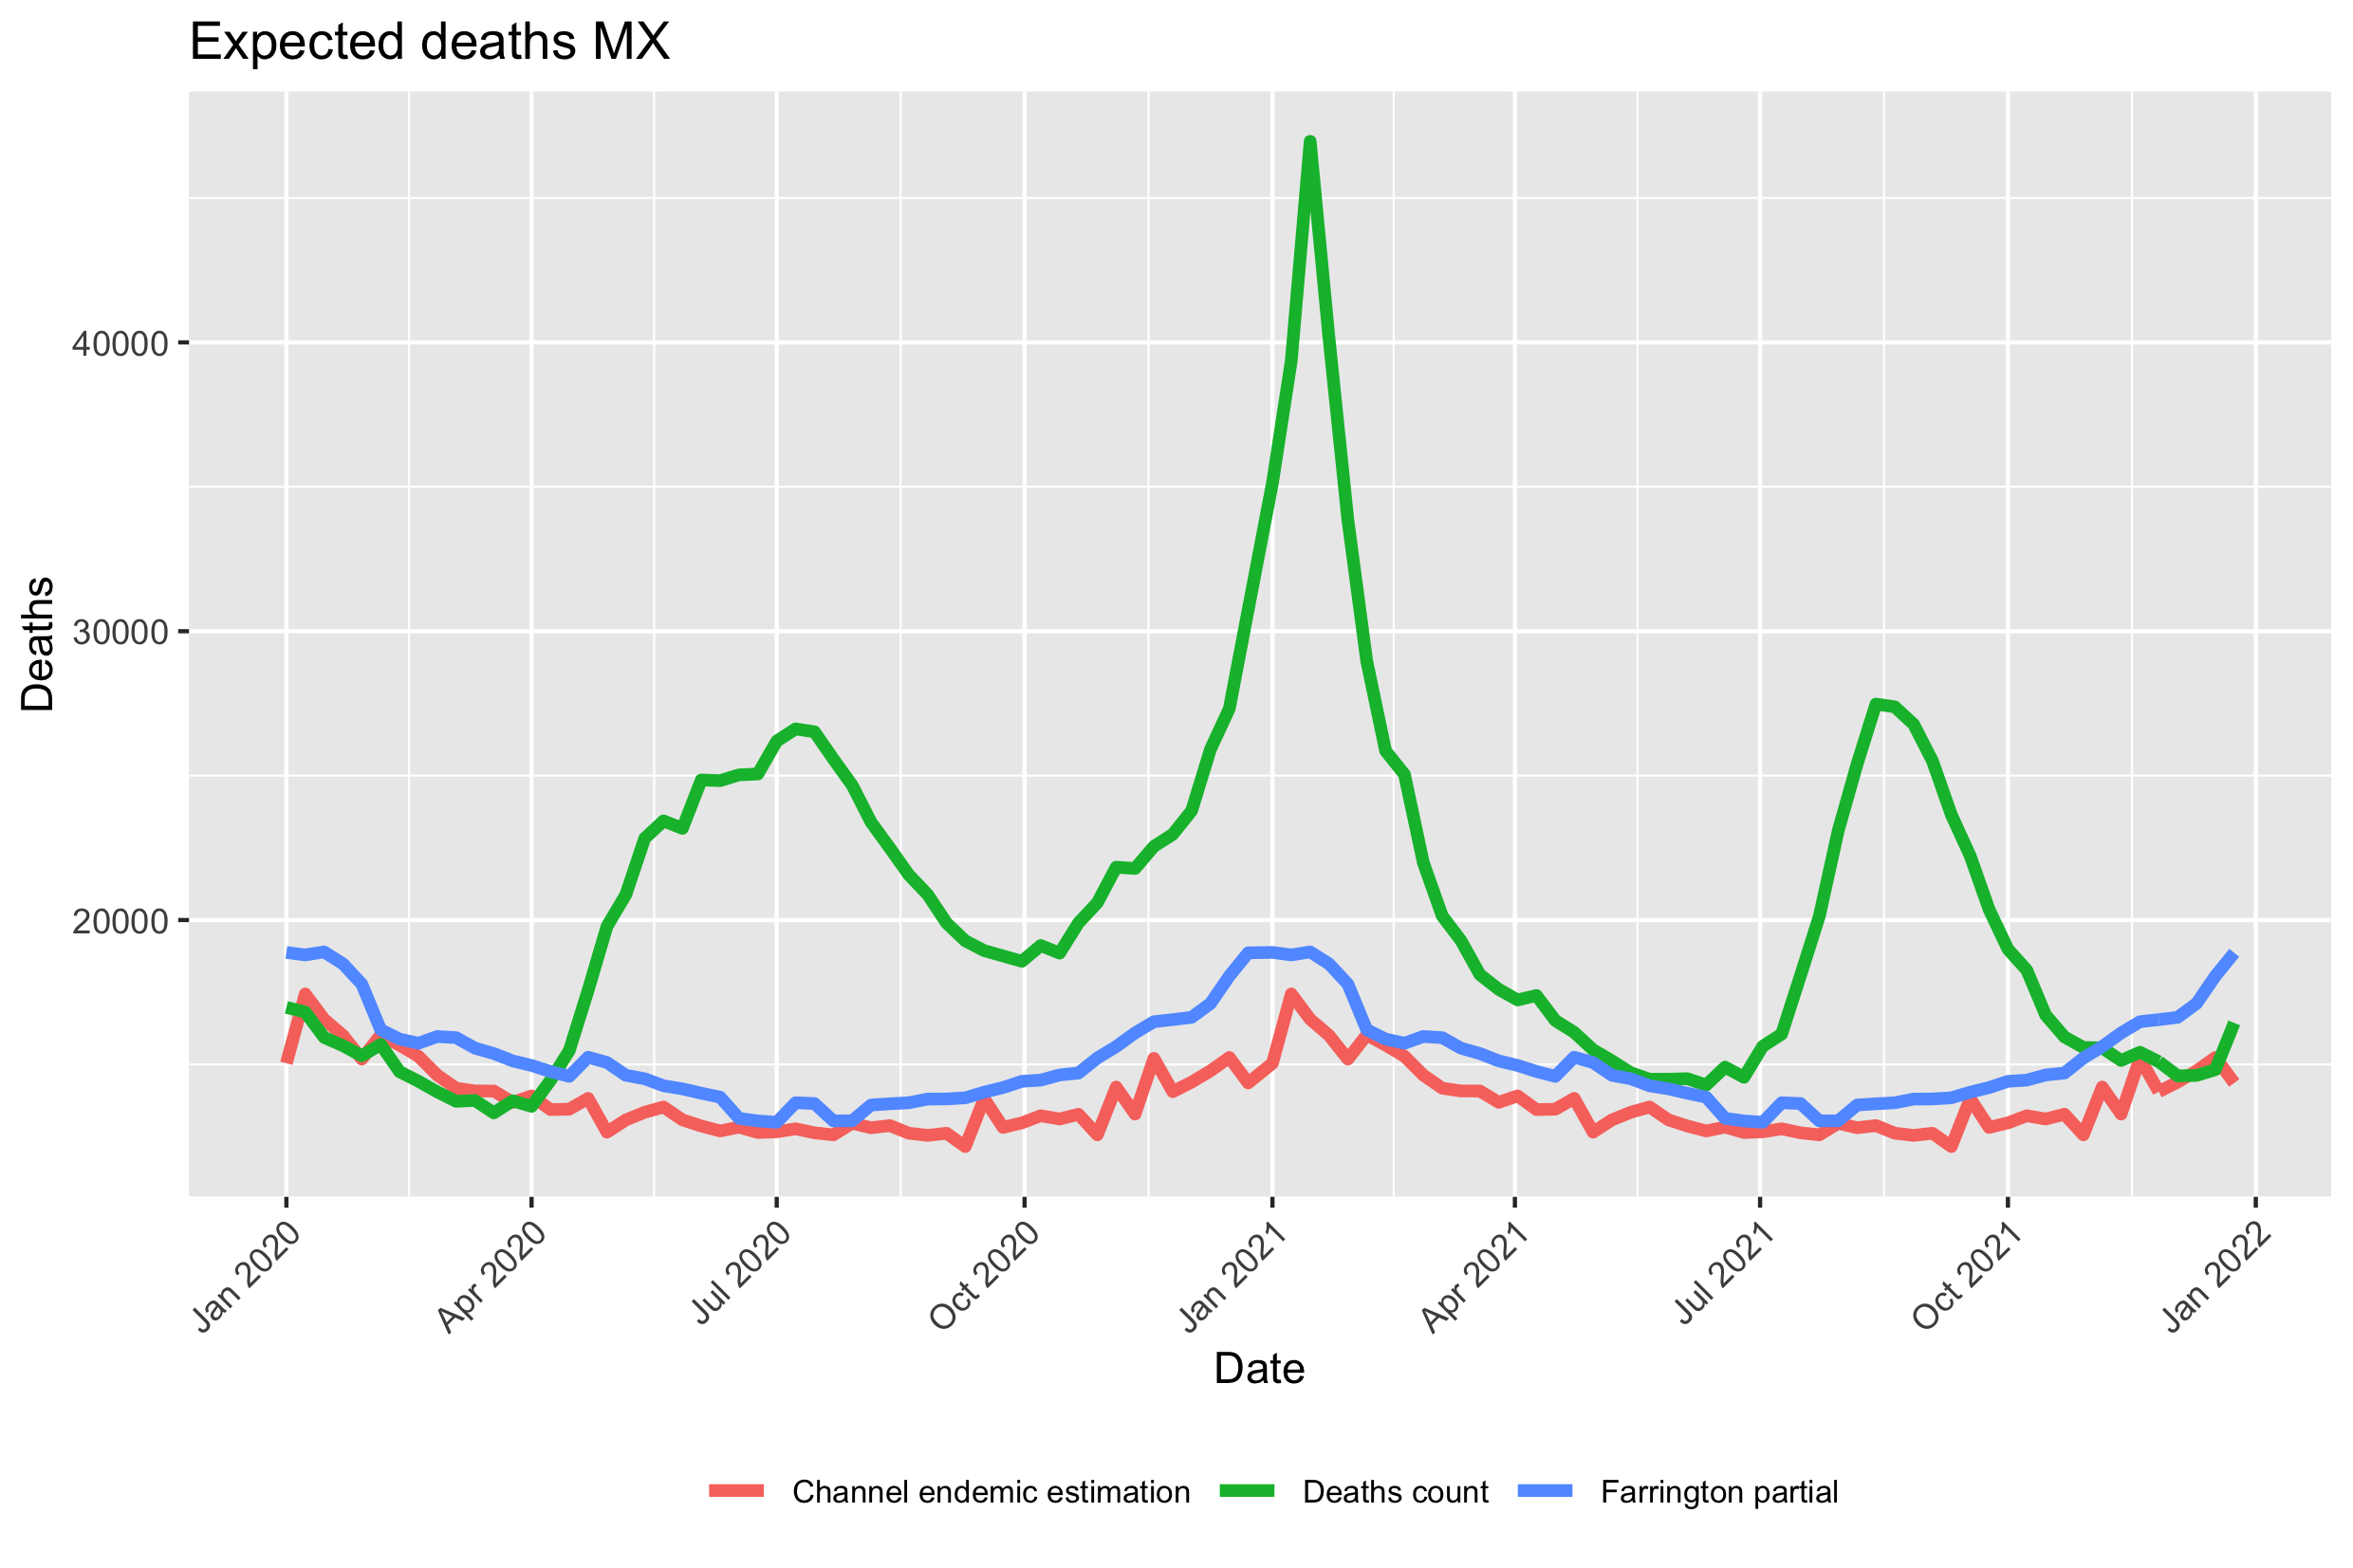 Expected deaths MX
Deaths
40000
30000
20000
Jan 2020
Apr 2020
Jul 2020
Oct 2020
Jan 2021
Apr 2021
Jul 2021
Oct 2021
Jan 2022
Date
Channel endemic estimation
Deaths count
Farrington partial